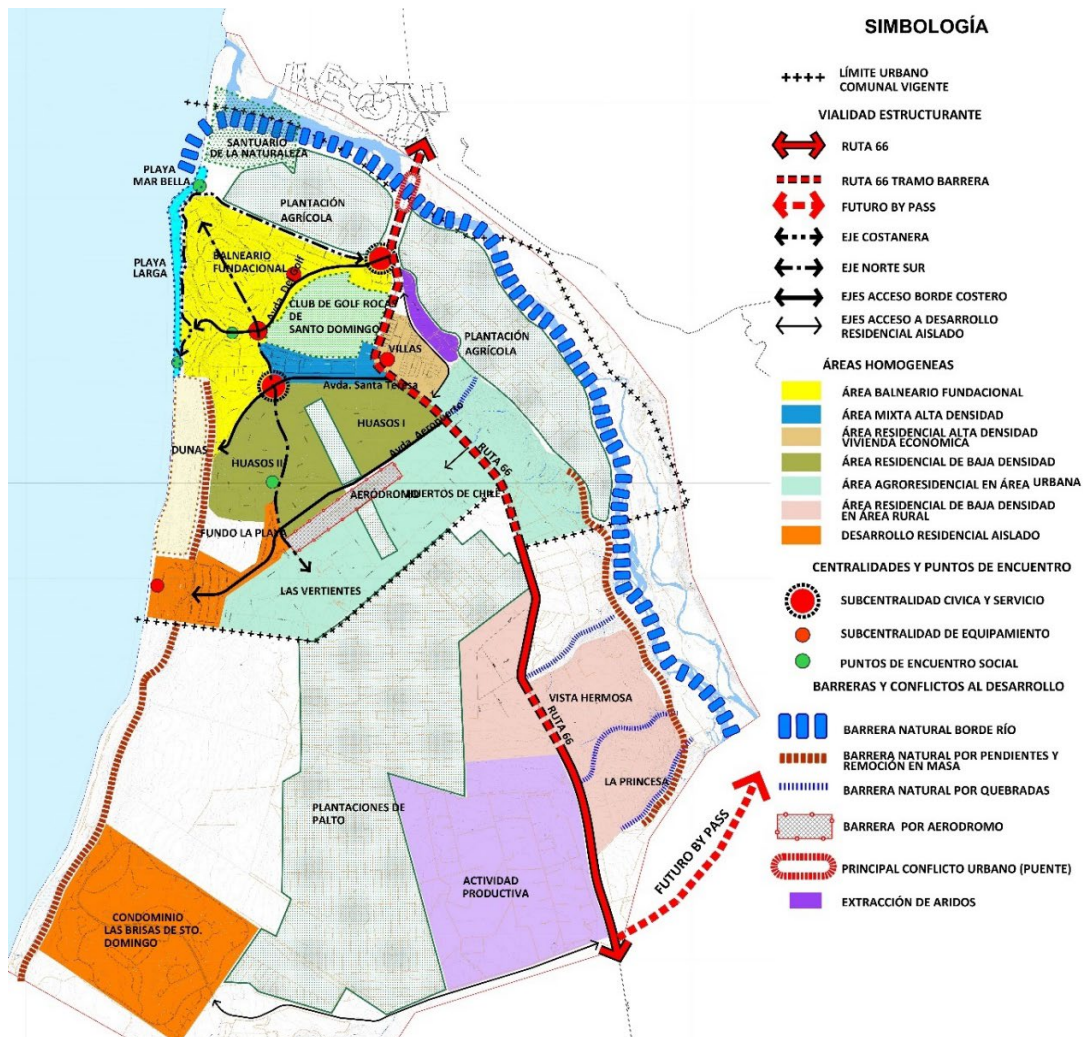 SIMBOLOGÍA
LÍMITE URBANO
COMUNAL VIGENTE
VIALIDAD ESTRUCTURANTE
RUTA 66
RUTA 66 TRAMO BARRERA
FUTURO BY PASS
EJE COSTANERA
EJE NORTE SUR
EJES ACCESO BORDE COSTERO
EJES ACCESO A DESARROLLO
RESIDENCIAL AISLADO
ÁREAS HOMOGENEAS
ÁREA BALNEARIO FUNDACIONAL
ÁREA MIXTA ALTA DENSIDAD
ÁREA RESIDENCIAL ALTA DENSIDAD
VIVIENDA ECONÓMICA
ÁREA RESIDENCIAL DE BAJA DENSIDAD
ÁREA AGRORESIDENCIAL EN ÁREA URBANA
ÁREA RESIDENCIAL DE BAJA DENSIDAD
EN ÁREA RURAL
DESARROLLO RESIDENCIAL AISLADO
CENTRALIDADES Y PUNTOS DE ENCUENTRO
SUBCENTRALIDAD CIVICA Y SERVICIO
SUBCENTRALIDAD DE EQUIPAMIENTO
PUNTOS DE ENCUENTRO SOCIAL
BARRERAS Y CONFLICTOS AL DESARROLLO
BARRERA NATURAL BORDE RÍO
BARRERA NATURAL POR PENDIENTES Y
REMOCIÓN EN MASA
BARRERA NATURAL POR QUEBRADAS
BARRERA POR AERODROMO
PRINCIPAL CONFLICTO URBANO (PUENTE)
EXTRACCIÓN DE ARIDOS
SANTUARIO
DE LA NATURALEZA
PLAYA
MAR BELLA
PLANTACIÓN
AGRÍCOLA
PLAYA
LARGA
BALNEARIO
FUNDACIONAL
Avda. Del Golf
CLUB DE GOLF ROCAS
DE
SANTO DOMINGO
VILLAS
PLANTACIÓN
AGRÍCOLA
Avda. Santa Teresa
HUASOS I
Avda. Aeropuerto
DUNAS
HUASOS II
RUTA 66
AERÓDROMO
HUERTOS DE CHILE
FUNDO LA PLAYA
LAS VERTIENTES
VISTA HERMOSA
RUTA 66
LA PRINCESA
PLANTACIONES DE
PALTO
FUTURO BY PASS
ACTIVIDAD
PRODUCTIVA
CONDOMINIO
LAS BRISAS DE STO.
DOMINGO